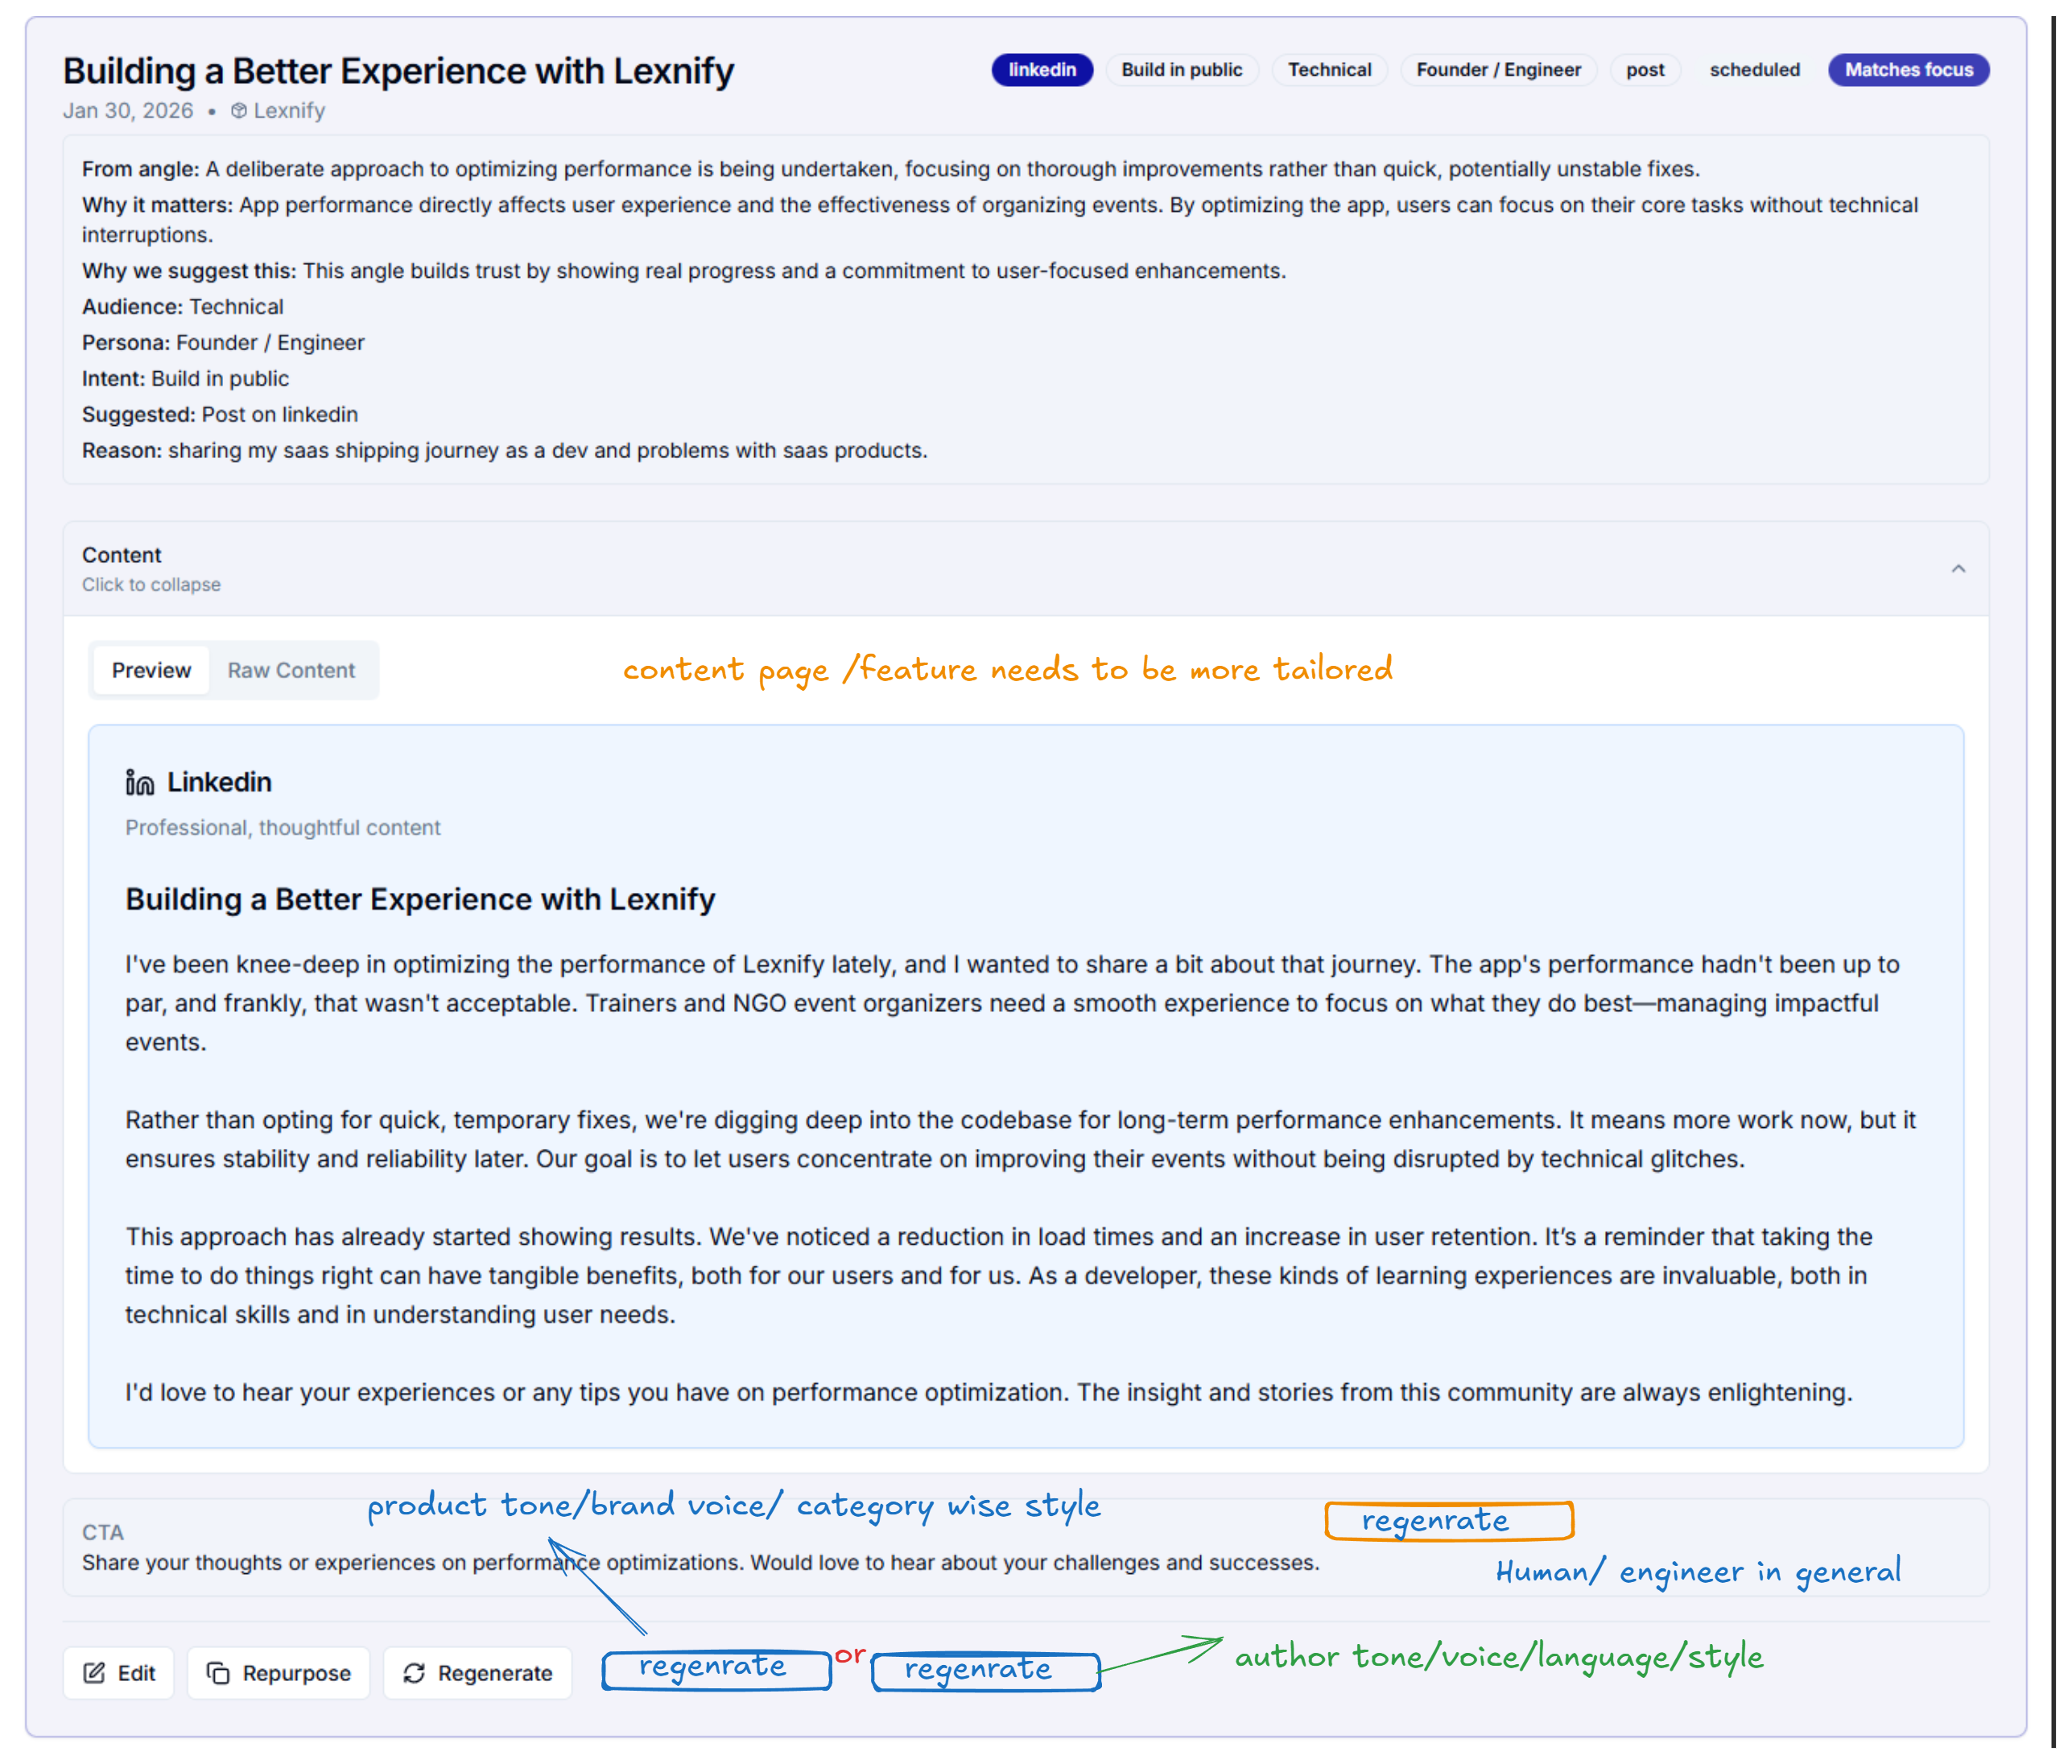 Building a Better Experience with Lexnify
linkedin Build in public Technical Founder / Engineer post scheduled Matches focus
Jan 30, 2026 • Lexnify
From angle: A deliberate approach to optimizing performance is being undertaken, focusing on thorough improvements rather than quick, potentially unstable fixes.
Why it matters: App performance directly affects user experience and the effectiveness of organizing events. By optimizing the app, users can focus on their core tasks without technical
interruptions.
Why we suggest this: This angle builds trust by showing real progress and a commitment to user-focused enhancements.
Audience: Technical
Persona: Founder / Engineer
Intent: Build in public
Suggested: Post on linkedin
Reason: sharing my saas shipping journey as a dev and problems with saas products.
Content
Click to collapse
Preview Raw Content
content page /feature needs to be more tailored
Linkedin
Professional, thoughtful content
Building a Better Experience with Lexnify
I've been knee-deep in optimizing the performance of Lexnify lately, and I wanted to share a bit about that journey. The app's performance hadn't been up to
par, and frankly, that wasn't acceptable. Trainers and NGO event organizers need a smooth experience to focus on what they do best—managing impactful
events.
Rather than opting for quick, temporary fixes, we're digging deep into the codebase for long-term performance enhancements. It means more work now, but it
ensures stability and reliability later. Our goal is to let users concentrate on improving their events without being disrupted by technical glitches.
This approach has already started showing results. We've noticed a reduction in load times and an increase in user retention. It’s a reminder that taking the
time to do things right can have tangible benefits, both for our users and for us. As a developer, these kinds of learning experiences are invaluable, both in
technical skills and in understanding user needs.
I'd love to hear your experiences or any tips you have on performance optimization. The insight and stories from this community are always enlightening.
product tone/brand voice/ category wise style
regenrate
CTA
Share your thoughts or experiences on performance optimizations. Would love to hear about your challenges and successes.
Human/ engineer in general
Edit Repurpose Regenerate
regenrate or regenrate
author tone/voice/language/style